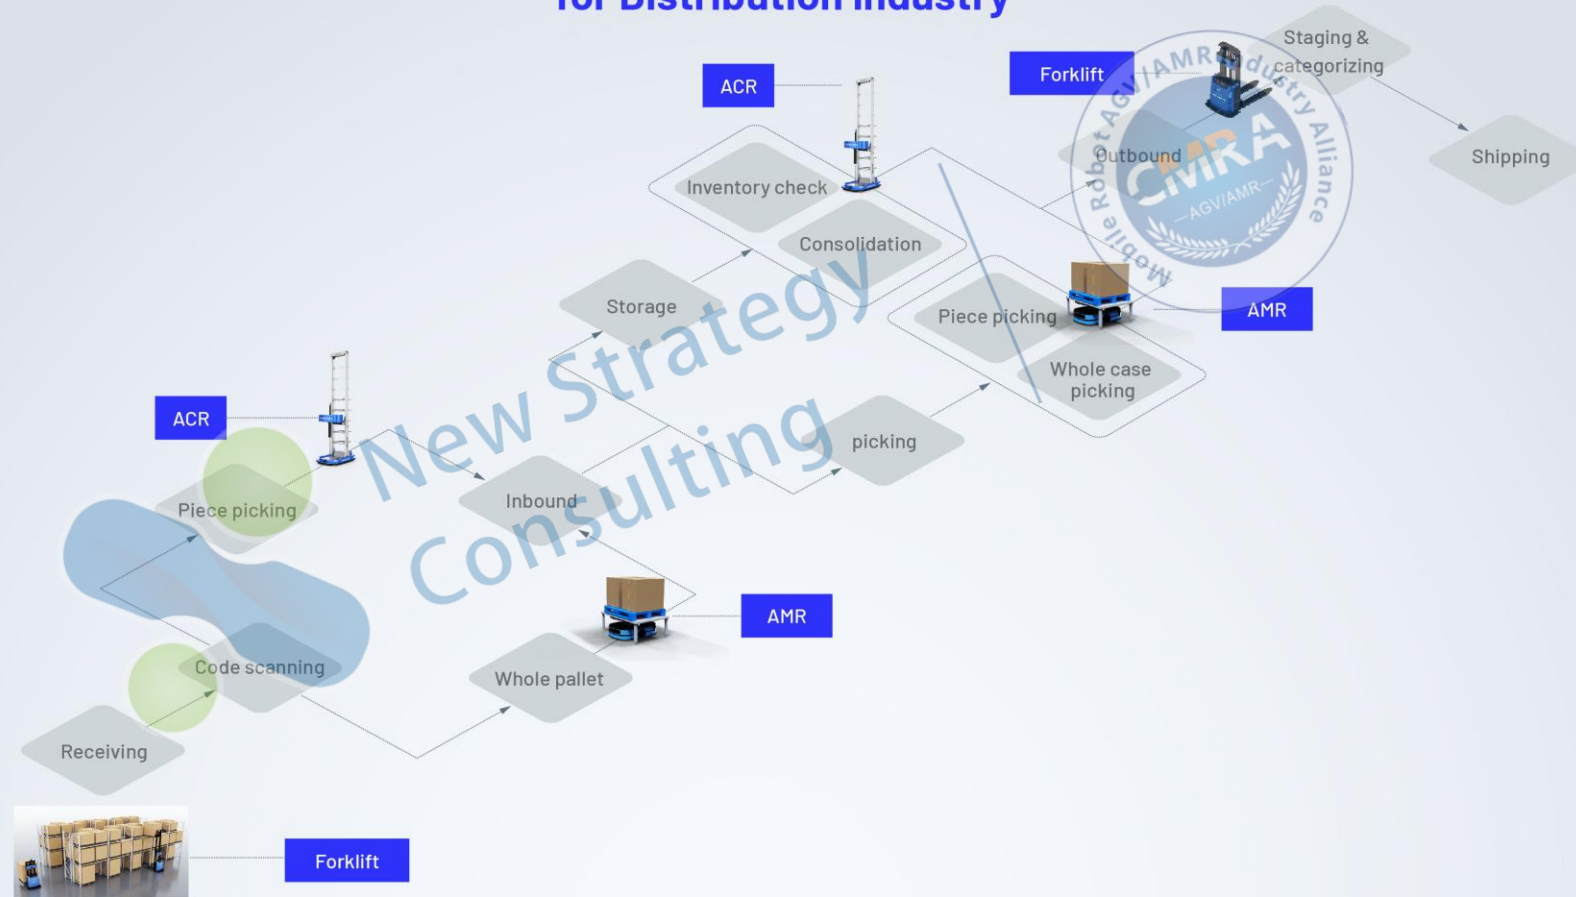 for Distribution Industry
Staging &
categorizing
Forklift
ACR
Outbound
Shipping
Inventory check
Consolidation
Mobile Robot AGV/AMR Industry Alliance
CMRA
—AGV/AMR—
Storage
Piece picking
AMR
Whole case
picking
ACR
picking
New Strategy
Consulting
Piece picking
Inbound
AMR
Code scanning
Whole pallet
Receiving
Forklift